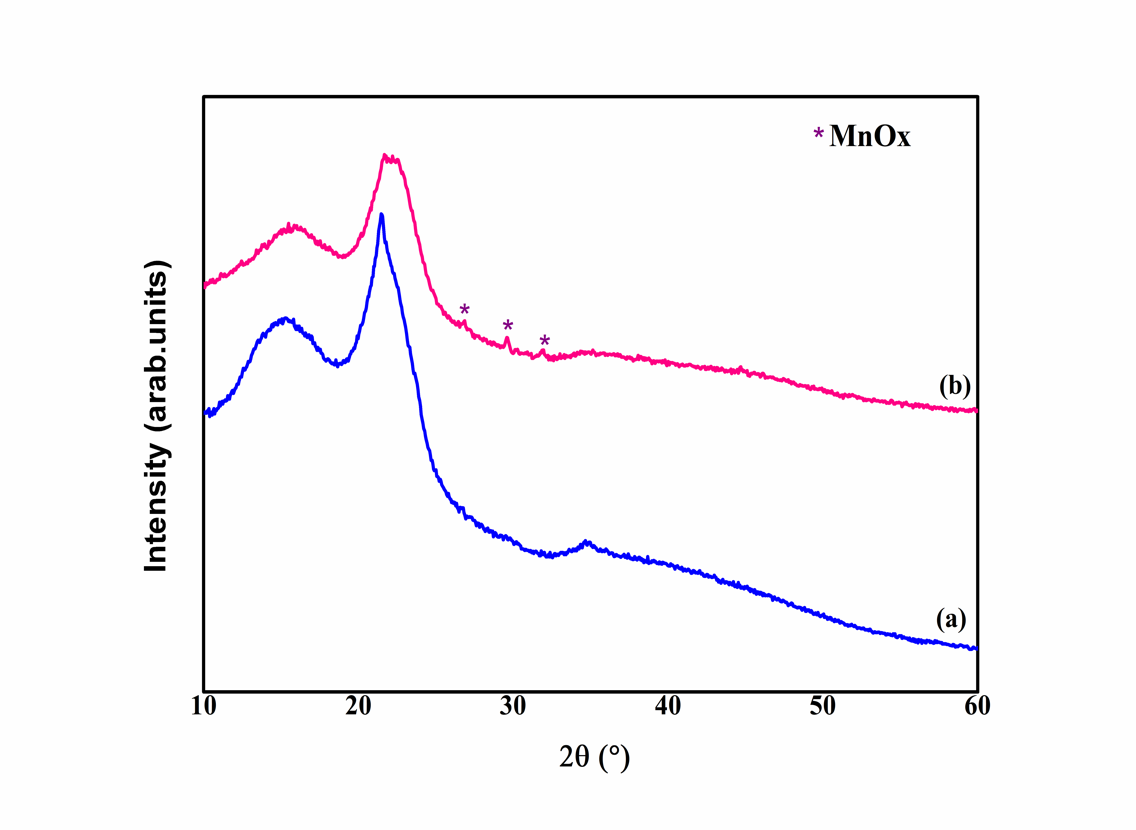 * MnOx
*
*
*
(b)
(a)
Intensity (arab.units)
10 20 30 40 50 60
2θ (°)